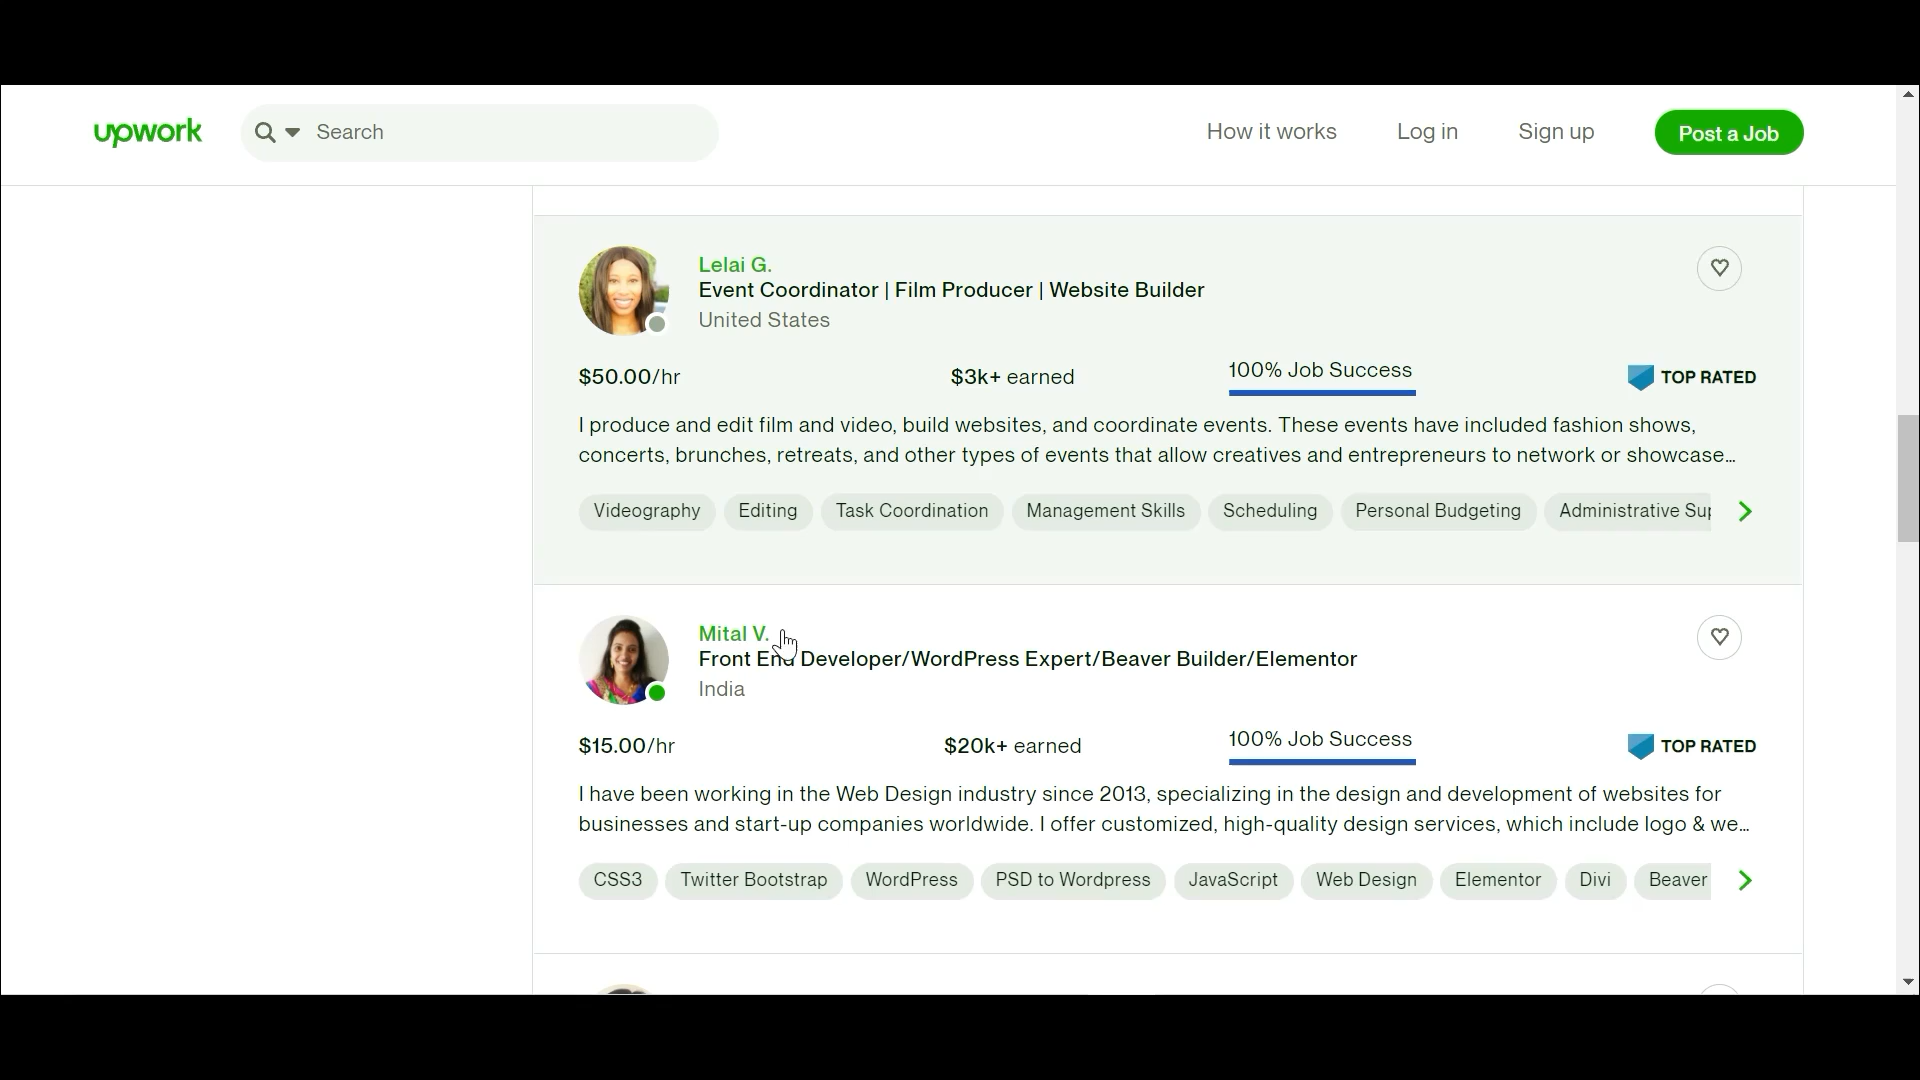 upwork
Search
How it works
Log in
Sign up
Post a Job
Lelai G.
Event Coordinator | Film Producer | Website Builder
United States
$50.00/hr
$3k+ earned
100% Job Success
TOP RATED
I produce and edit film and video, build websites, and coordinate events. These events have included fashion shows,
concerts, brunches, retreats, and other types of events that allow creatives and entrepreneurs to network or showcase...
Videography
Editing
Task Coordination
Management Skills
Scheduling
Personal Budgeting
Administrative Sup
Mital V.
Front End Developer/WordPress Expert/Beaver Builder/Elementor
India
$15.00/hr
$20k+ earned
100% Job Success
TOP RATED
I have been working in the Web Design industry since 2013, specializing in the design and development of websites for
businesses and start-up companies worldwide. I offer customized, high-quality design services, which include logo & we...
CSS3
Twitter Bootstrap
WordPress
PSD to Wordpress
JavaScript
Web Design
Elementor
Divi
Beaver